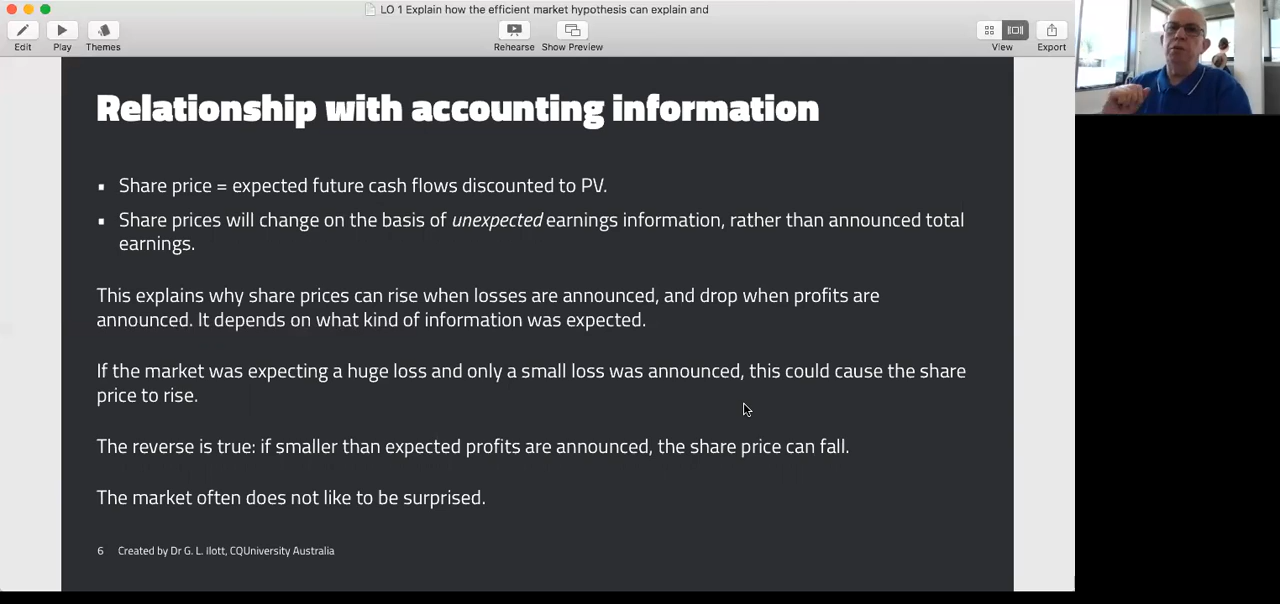 LO 1 Explain how the efficient market hypothesis can explain and
Edit Play Themes Rehearse Show Preview View Export
Relationship with accounting information
▪ Share price = expected future cash flows discounted to PV.
▪ Share prices will change on the basis of unexpected earnings information, rather than announced total
earnings.
This explains why share prices can rise when losses are announced, and drop when profits are
announced. It depends on what kind of information was expected.
If the market was expecting a huge loss and only a small loss was announced, this could cause the share
price to rise.
The reverse is true: if smaller than expected profits are announced, the share price can fall.
The market often does not like to be surprised.
6 Created by Dr G. L. Ilott, CQUniversity Australia